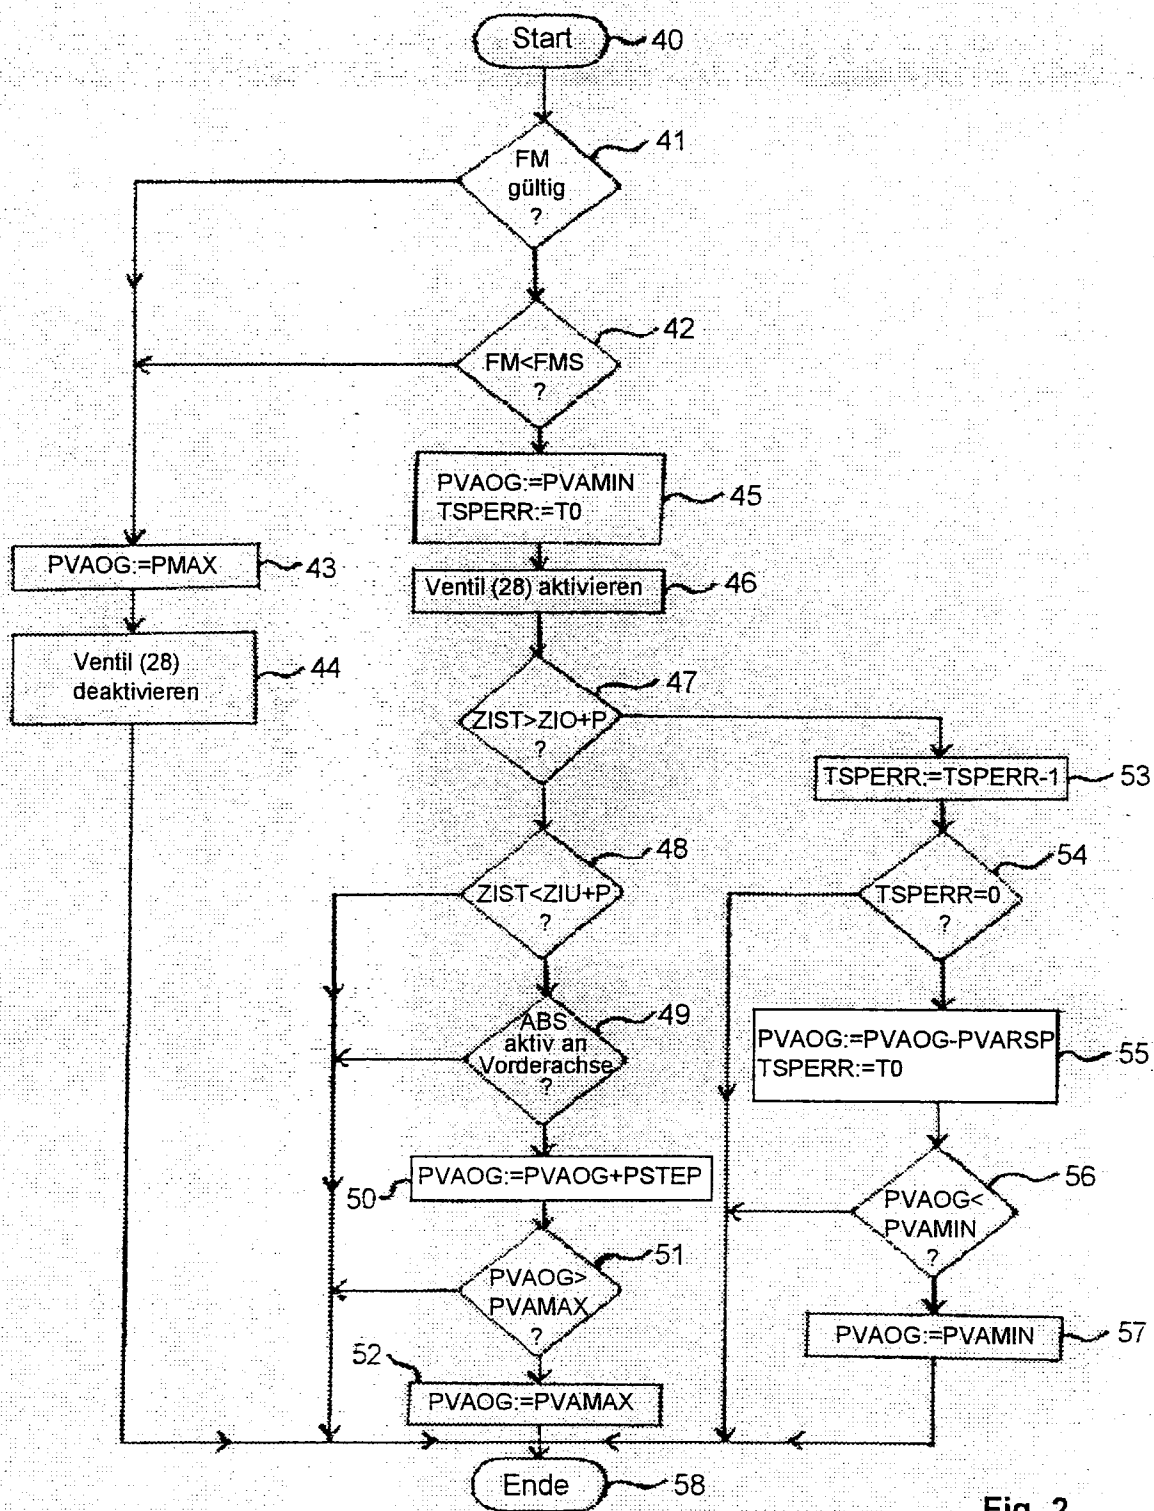 Start
40
FM
gültig
?
41
FM<FMS
?
42
PVAOG:=PVAMIN
TSPERR:=T0
45
PVAOG:=PMAX
43
Ventil (28) aktivieren
46
Ventil (28)
deaktivieren
44
ZIST>ZIO+P
?
47
TSPERR:=TSPERR-1
53
ZIST<ZIU+P
?
48
TSPERR=0
?
54
ABS
aktiv an
Vorderachse
?
49
PVAOG:=PVAOG-PVARSP
TSPERR:=T0
55
PVAOG:=PVAOG+PSTEP
50
PVAOG<
PVAMIN
?
56
PVAOG>
PVAMAX
?
51
PVAOG:=PVAMIN
57
52
PVAOG:=PVAMAX
Ende
58
Fig. 2